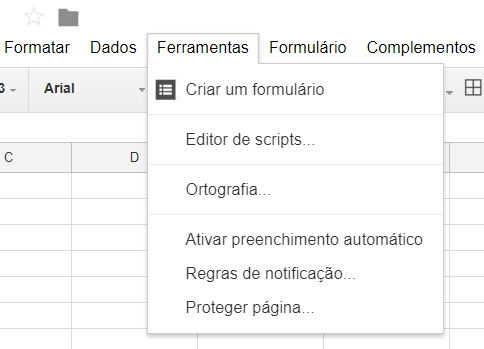 Formatar Dados Ferramentas Formulário Complementos
3 Arial
Criar um formulário
Editor de scripts...
C D
Ortografia...
Ativar preenchimento automático
Regras de notificação...
Proteger página...